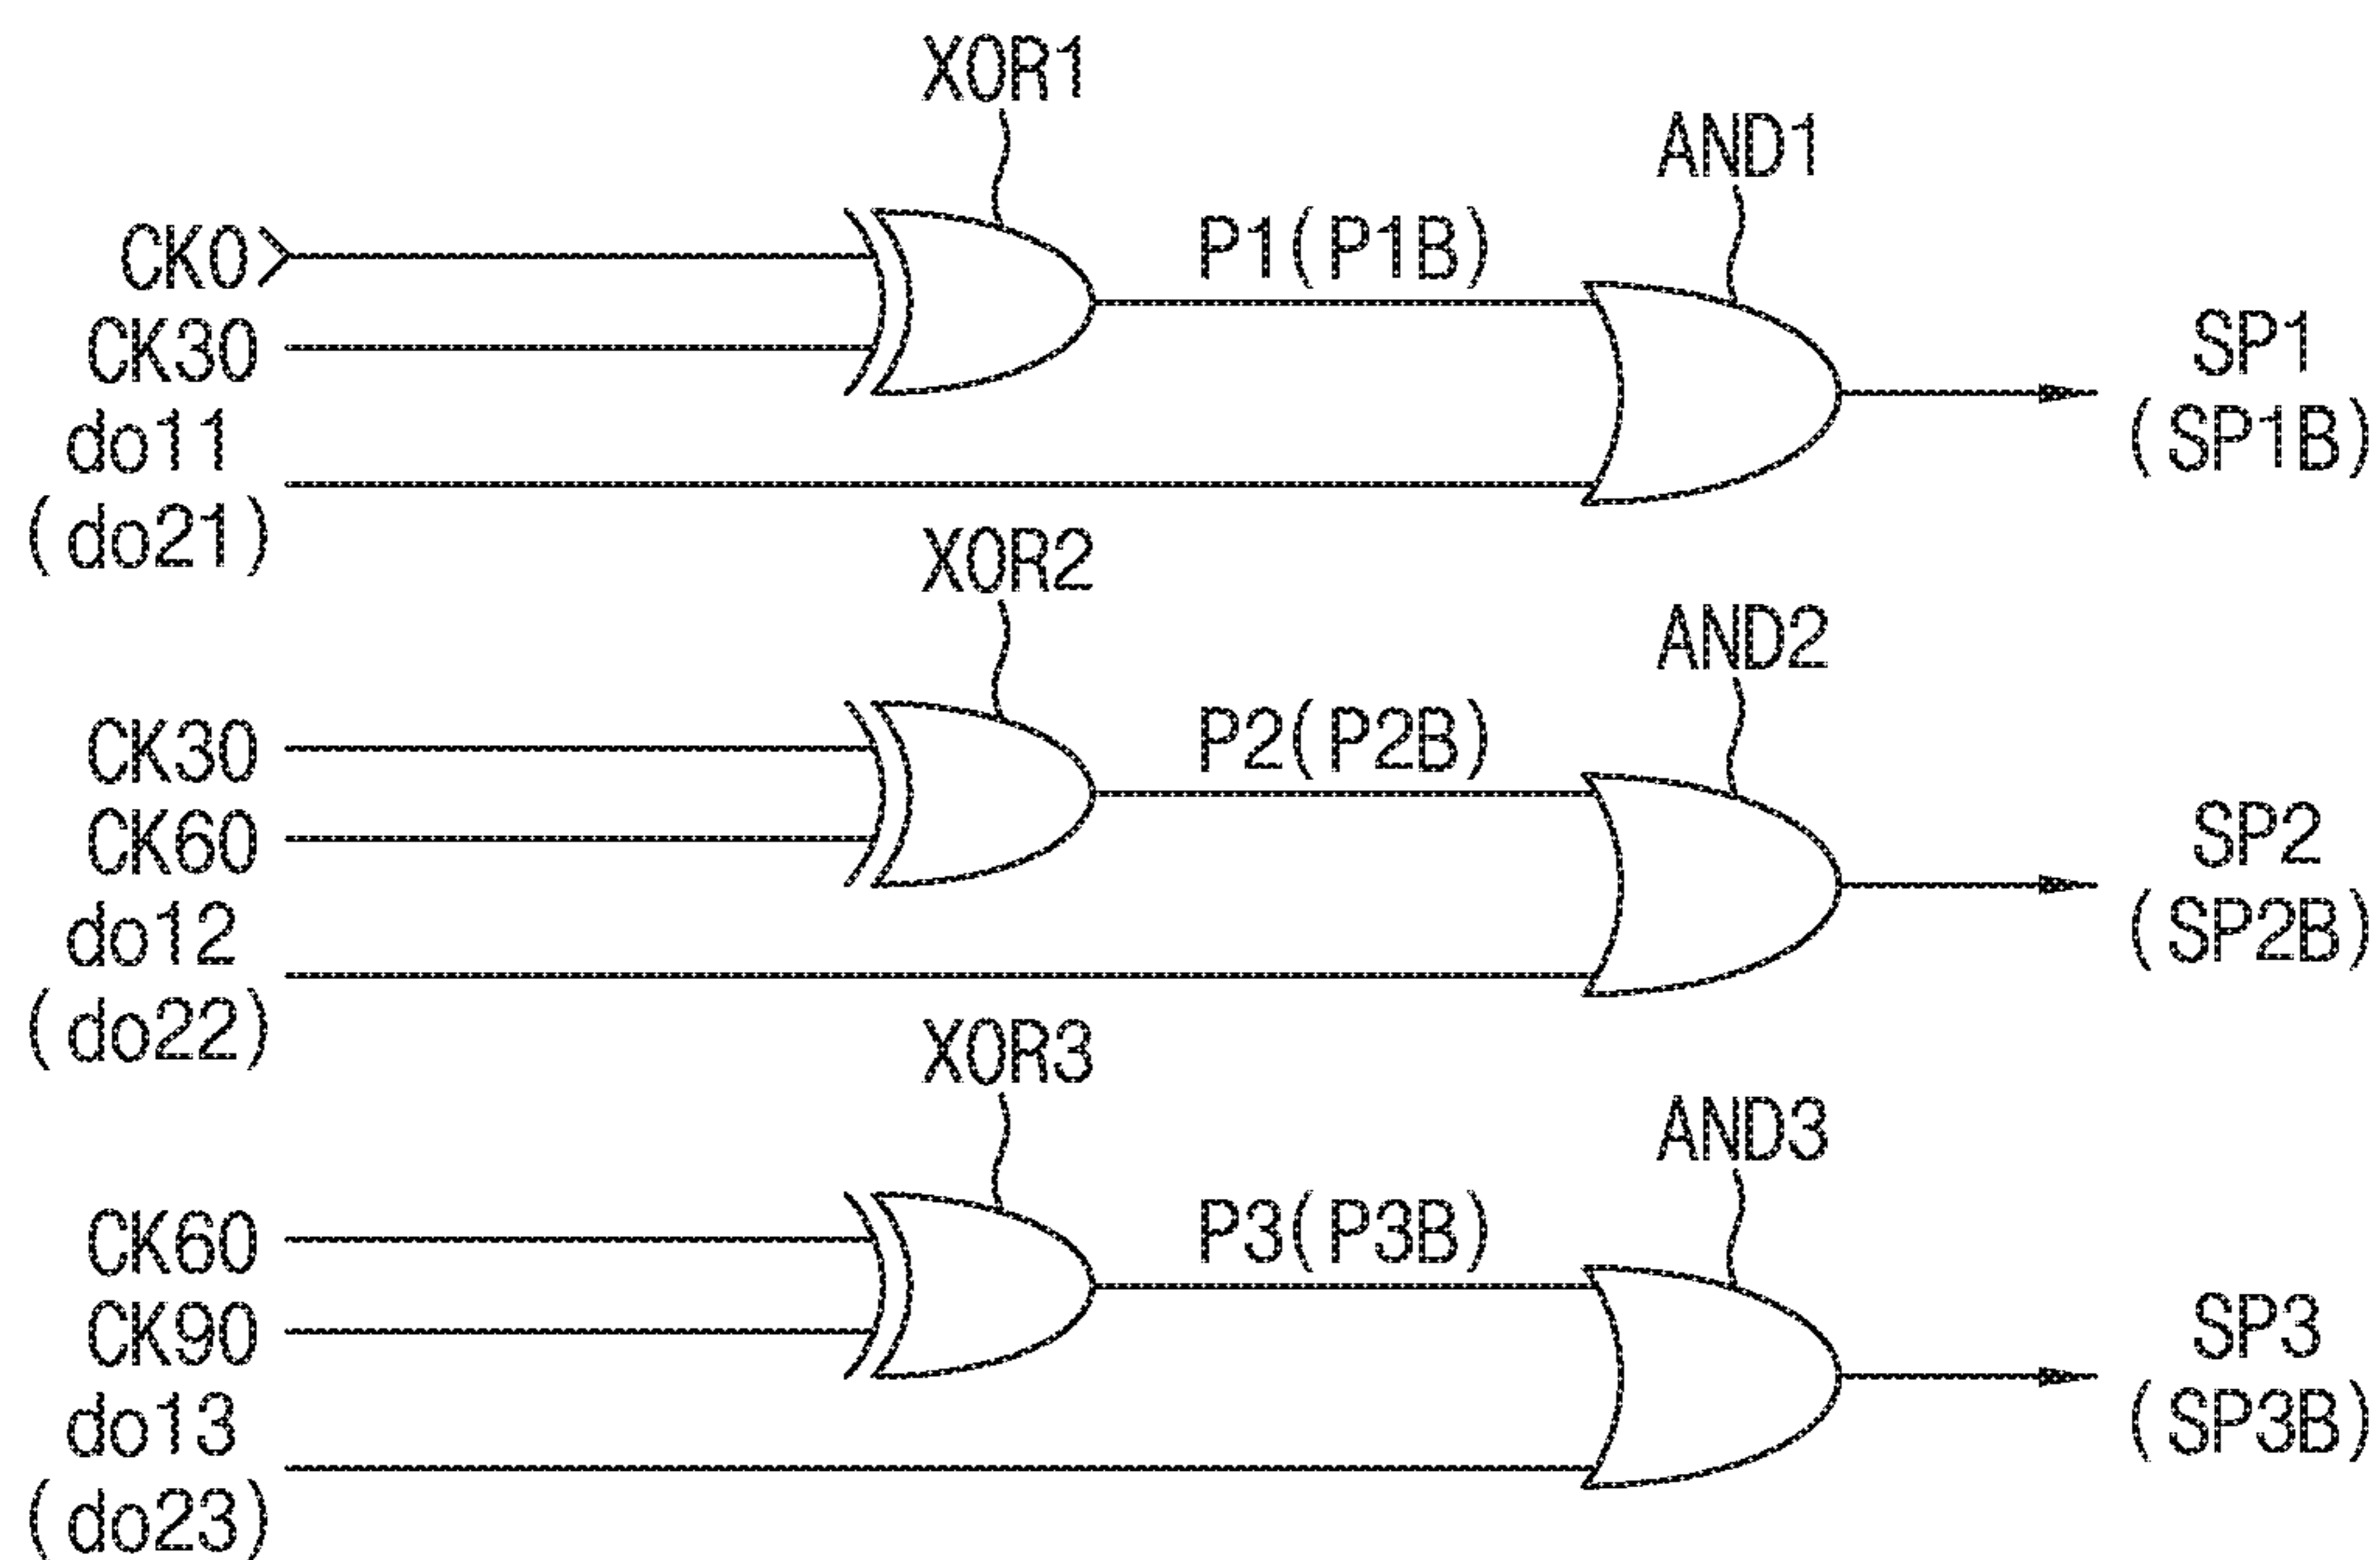 XOR1
AND1
CK0
P1(P1B)
CK30
SP1
do11
(SP1B)
(do21)
XOR2
AND2
CK30
P2(P2B)
CK60
SP2
do12
(SP2B)
(do22)
XOR3
AND3
CK60
P3(P3B)
CK90
SP3
do13
(SP3B)
(do23)